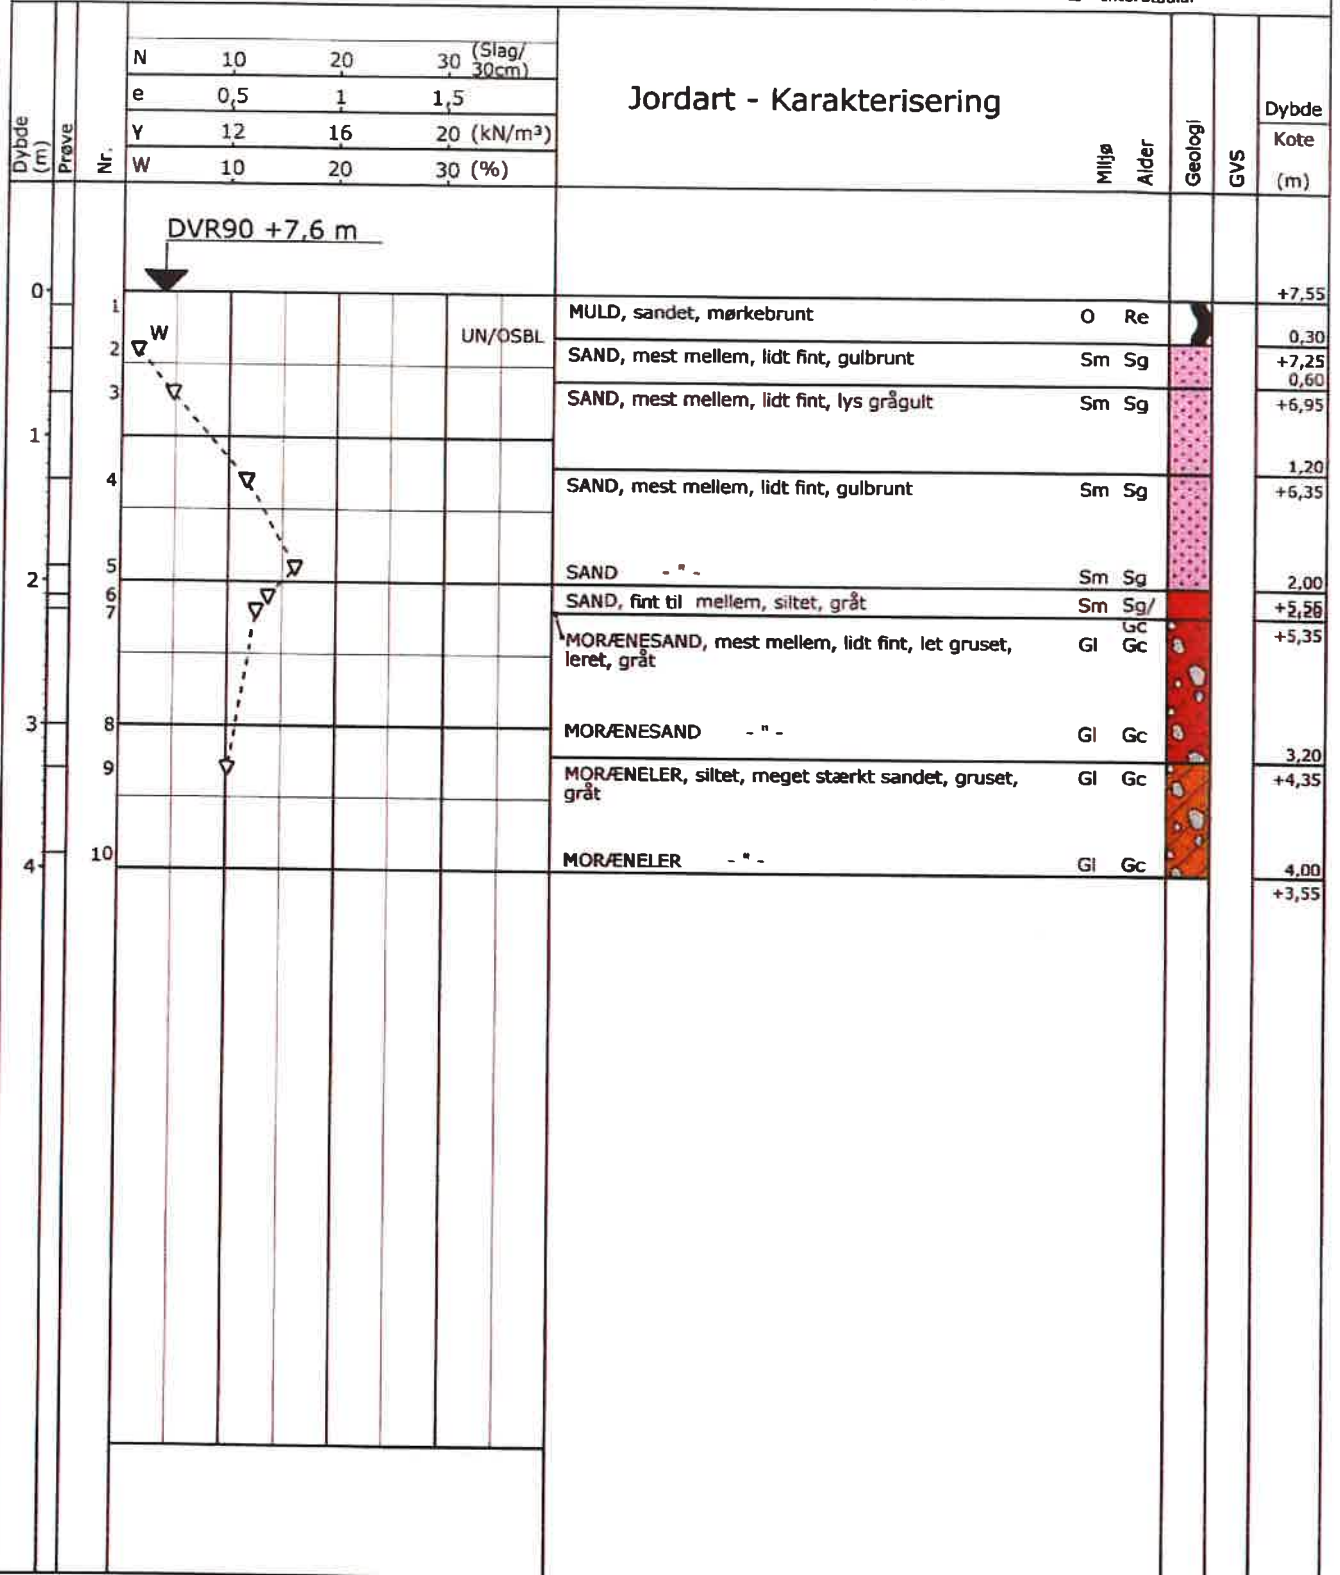 N 10 20 30 (Slag/
30cm)
e 0,5 1 1,5
Y 12 16 20 (kN/m³)
W 10 20 30 (%)
Dybde
(m)
Prøve
Nr.
Jordart - Karakterisering
Miljø
Alder
Geologi
GVS
Dybde
Kote
(m)
DVR90 +7,6 m
0
+7,55
1
MULD, sandet, mørkebrunt O Re
W
UN/OSBL
0,30
2
SAND, mest mellem, lidt fint, gulbrunt Sm Sg
+7,25
0,60
3
SAND, mest mellem, lidt fint, lys grågult Sm Sg
+6,95
1
1,20
4
SAND, mest mellem, lidt fint, gulbrunt Sm Sg
+6,35
5
SAND - " - Sm Sg
2
2,00
6
SAND, fint til mellem, siltet, gråt Sm Sg/
Gc
7
+5,35
MORÆNESAND, mest mellem, lidt fint, let gruset, Gl Gc
leret, gråt
3
8
MORÆNESAND - " - Gl Gc
3,20
9
MORÆNELER, siltet, meget stærkt sandet, gruset, Gl Gc
gråt
+4,35
10
MORÆNELER - " - Gl Gc
4
4,00
+3,55